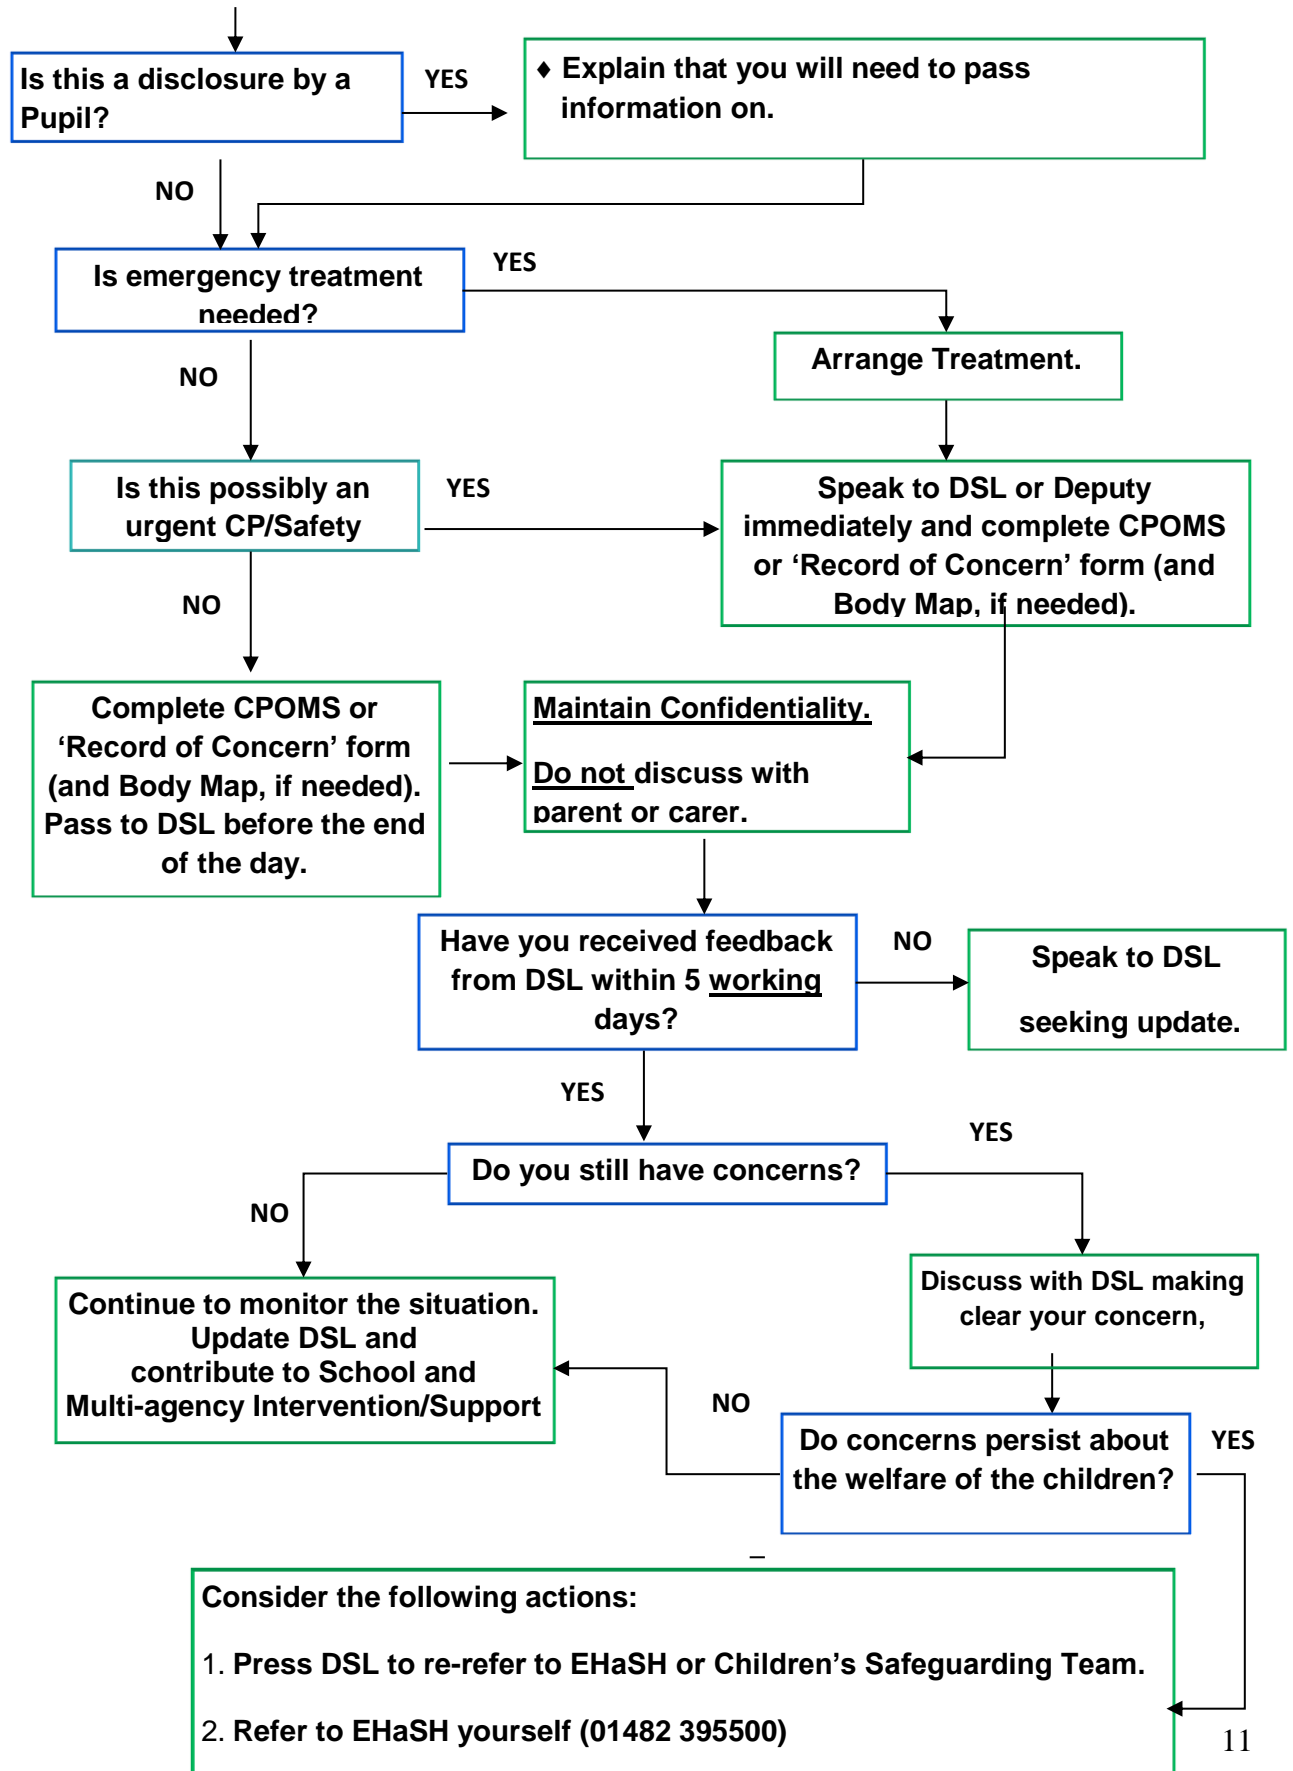 Is this a disclosure by a
Pupil?
YES
♦ Explain that you will need to pass
information on.
NO
Is emergency treatment
needed?
YES
Arrange Treatment.
NO
Is this possibly an
urgent CP/Safety
YES
Speak to DSL or Deputy
immediately and complete CPOMS
or ‘Record of Concern’ form (and
Body Map, if needed).
NO
Complete CPOMS or
‘Record of Concern’ form
(and Body Map, if needed).
Pass to DSL before the end
of the day.
Maintain Confidentiality.
Do not discuss with
parent or carer.
Have you received feedback
from DSL within 5 working
days?
NO
Speak to DSL
seeking update.
YES
Do you still have concerns?
YES
NO
Continue to monitor the situation.
Update DSL and
contribute to School and
Multi-agency Intervention/Support
Discuss with DSL making
clear your concern,
NO
Do concerns persist about
the welfare of the children?
YES
Consider the following actions:
1. Press DSL to re-refer to EHaSH or Children’s Safeguarding Team.
2. Refer to EHaSH yourself (01482 395500)
11